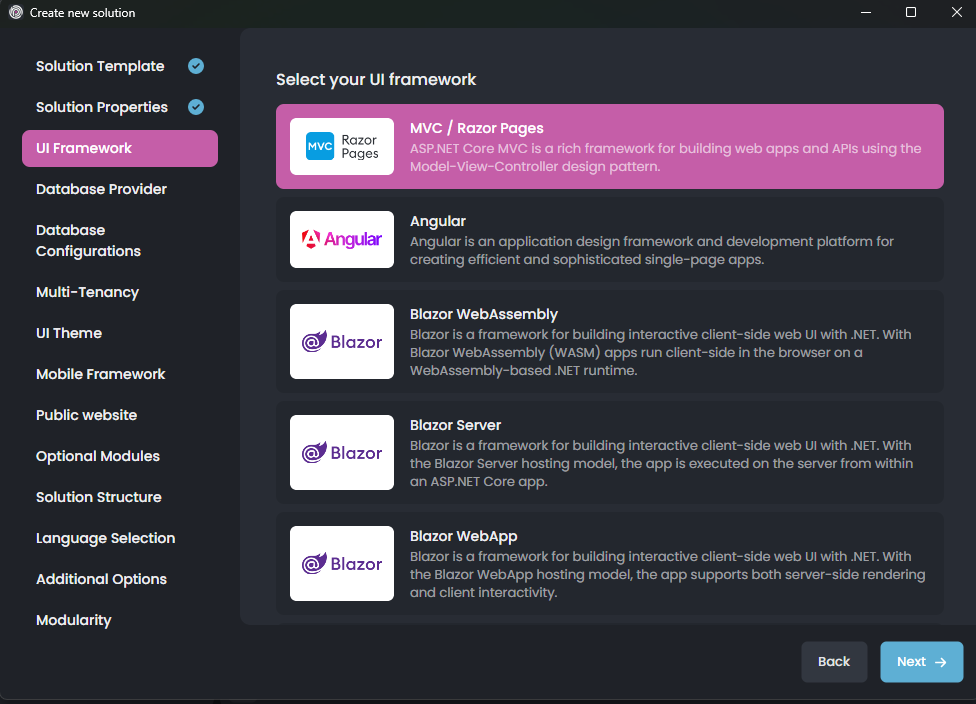 Create new solution
Solution Template
Solution Properties
UI Framework
Database Provider
Database
Configurations
Multi-Tenancy
UI Theme
Mobile Framework
Public website
Optional Modules
Solution Structure
Language Selection
Additional Options
Modularity
Select your UI framework
MVC
Razor
Pages
MVC / Razor Pages
ASP.NET Core MVC is a rich framework for building web apps and APIs using the
Model-View-Controller design pattern.
Angular
Angular
Angular is an application design framework and development platform for
creating efficient and sophisticated single-page apps.
Blazor
Blazor WebAssembly
Blazor is a framework for building interactive client-side web UI with .NET. With
Blazor WebAssembly (WASM) apps run client-side in the browser on a
WebAssembly-based .NET runtime.
Blazor
Blazor Server
Blazor is a framework for building interactive client-side web UI with .NET. With
the Blazor Server hosting model, the app is executed on the server from within
an ASP.NET Core app.
Blazor
Blazor WebApp
Blazor is a framework for building interactive client-side web UI with .NET. With
the Blazor WebApp hosting model, the app supports both server-side rendering
and client interactivity.
Back
Next →